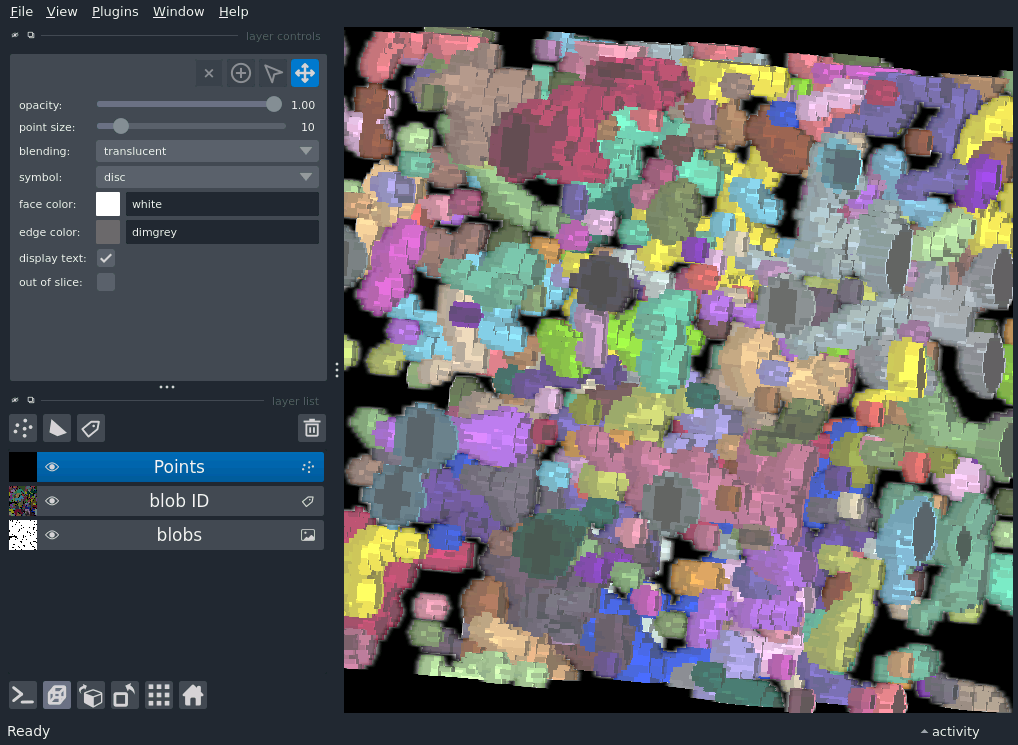 File View Plugins Window Help
layer controls
opacity: 1.00
point size: 10
blending: translucent
symbol: disc
face color: white
edge color: dimgrey
display text:
out of slice:
layer list
Points
blob ID
blobs
Ready activity